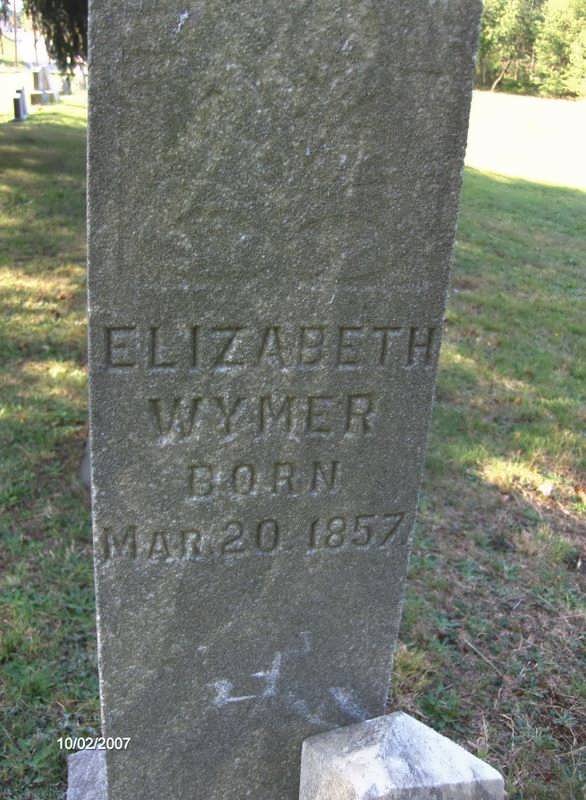 ELIZABETH
WYMER
BORN
MAR. 20 1857.
10/02/2007